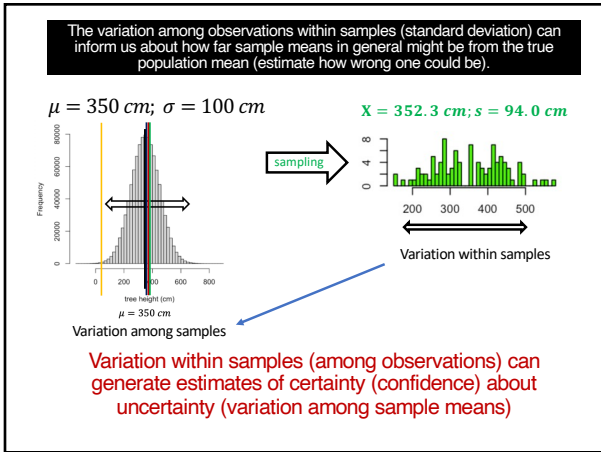 The variation among observations within samples (standard deviation) can
inform us about how far sample means in general might be from the true
population mean (estimate how wrong one could be).
μ = 350 cm; σ = 100 cm
X = 352.3 cm; s = 94.0 cm
sampling
Frequency
80000
60000
40000
20000
0
0 200 400 600 800
tree height (cm)
μ = 350 cm
Variation among samples
8
4
0
200 300 400 500
Variation within samples
Variation within samples (among observations) can
generate estimates of certainty (confidence) about
uncertainty (variation among sample means)